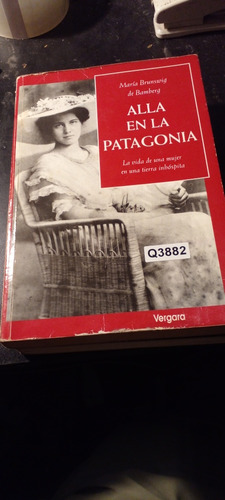 María Brunswig
de Bamberg
ALLA
EN LA
PATAGONIA
La vida de una mujer
en una tierra inhóspita
Q3882
Vergara